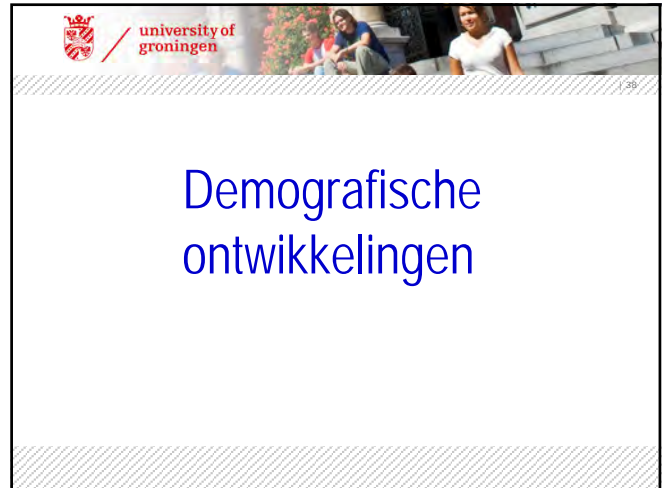 university of
groningen
| 38
Demografische
ontwikkelingen